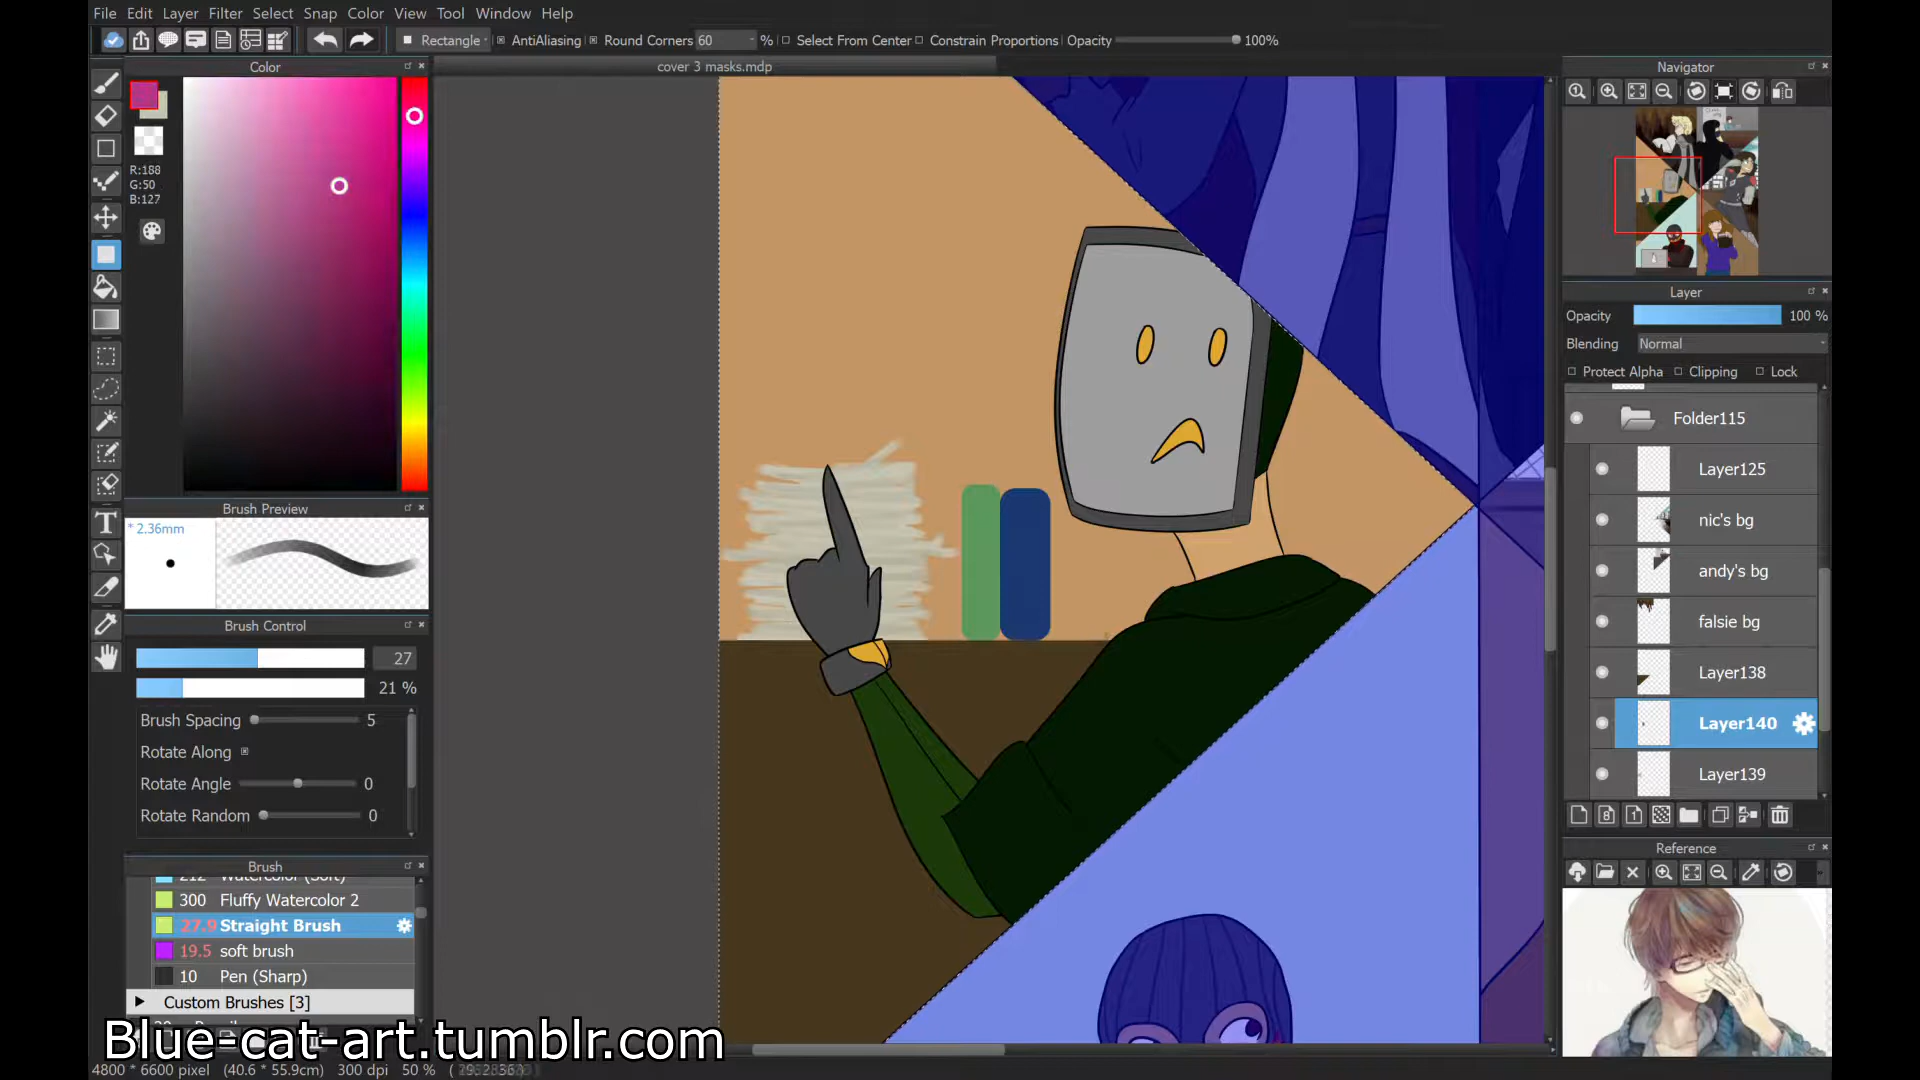 File Edit Layer Filter Select Snap Color View Tool Window Help
Rectangle AntiAliasing Round Corners 60 % Select From Center Constrain Proportions Opacity 100%
Color
cover 3 masks.mdp
Navigator
R:188
G:50
B:127
Layer
Opacity 100 %
Blending Normal
Protect Alpha Clipping Lock
Folder115
Layer125
nic's bg
andy's bg
falsie bg
Layer138
Layer140
Layer139
Brush Preview
* 2.36mm
Brush Control
27
21 %
Brush Spacing 5
Rotate Along
Rotate Angle 0
Rotate Random 0
Brush
212 Watercolor (Soft)
300 Fluffy Watercolor 2
27.9 Straight Brush
19.5 soft brush
10 Pen (Sharp)
Custom Brushes [3]
Reference
Blue-cat-art.tumblr.com
4800 * 6600 pixel (40.6 * 55.9cm) 300 dpi 50 %